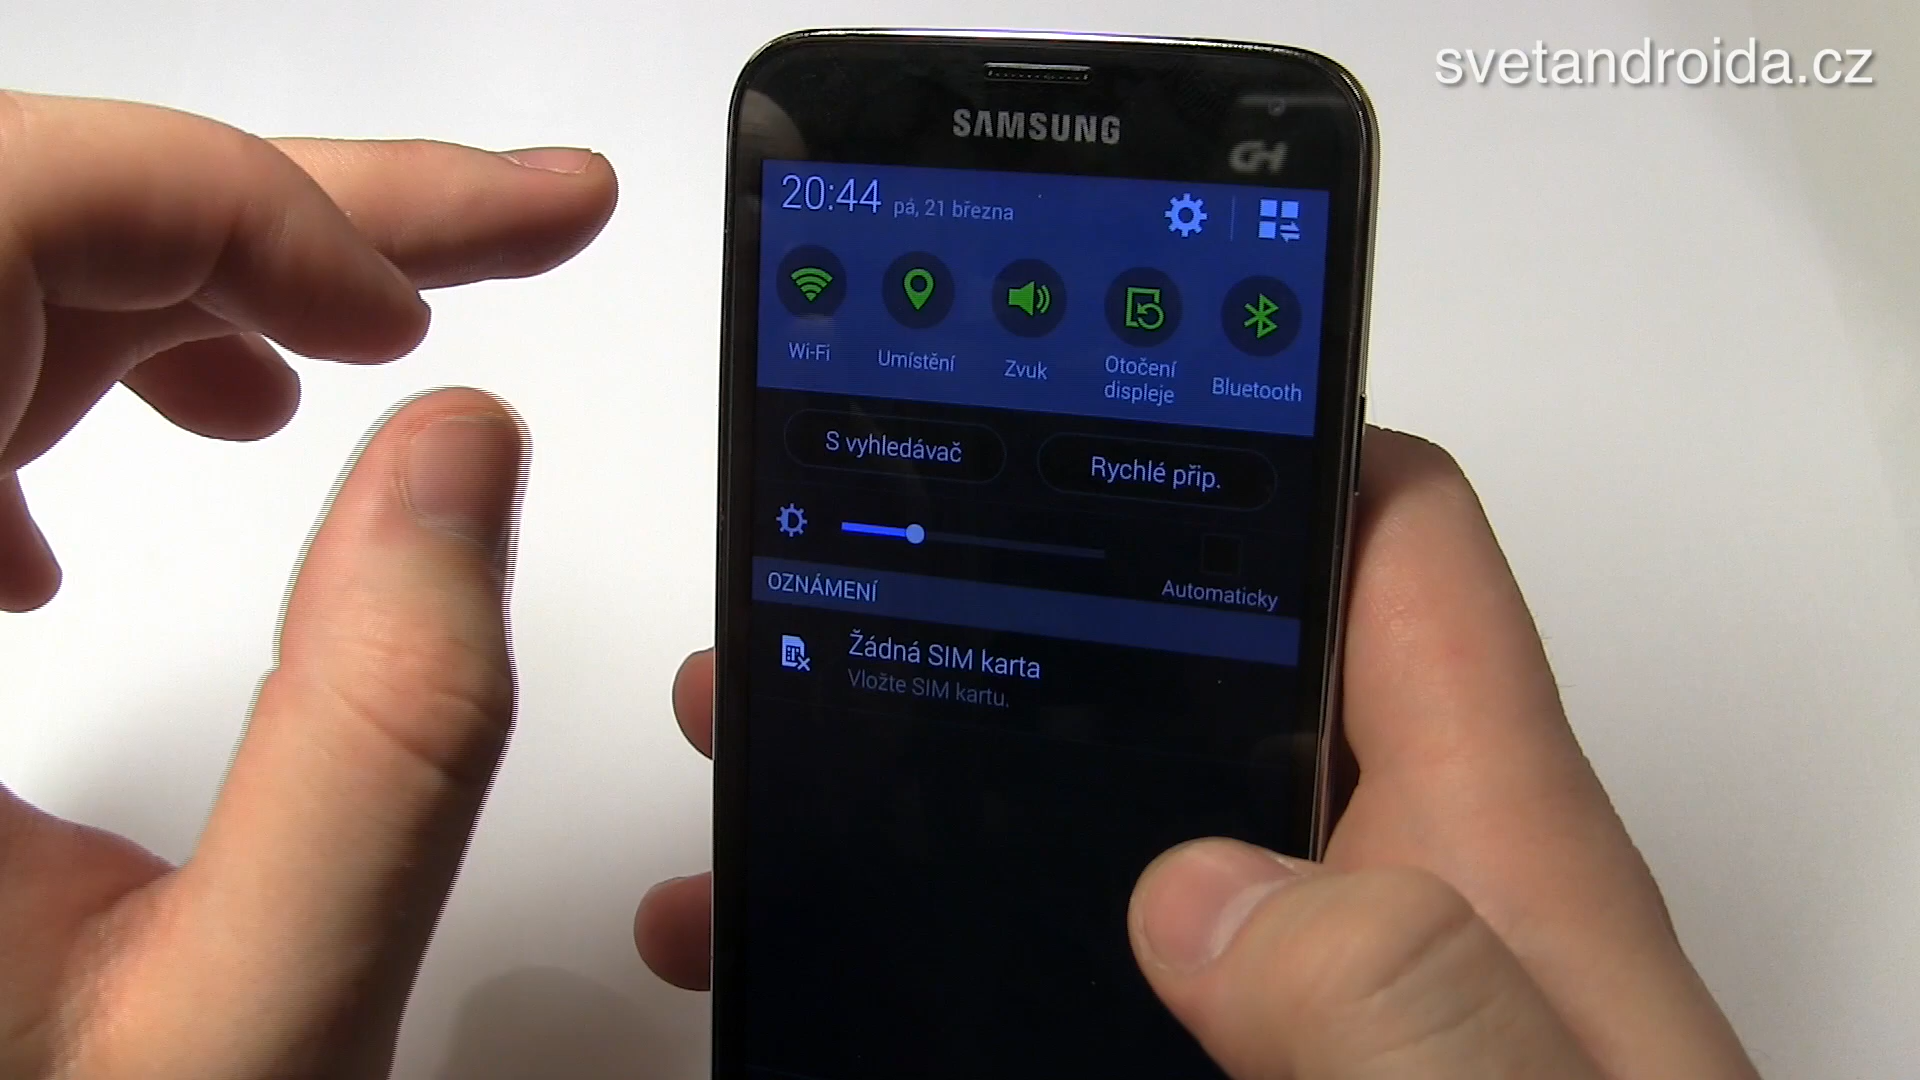 svetandroida.cz
SAMSUNG
GH
20:44 pá, 21 března
Wi-Fi
Umístění
Zvuk
Otočení
displeje
Bluetooth
S vyhledávač
Rychlé přip.
Automaticky
OZNÁMENÍ
Žádná SIM karta
Vložte SIM kartu.